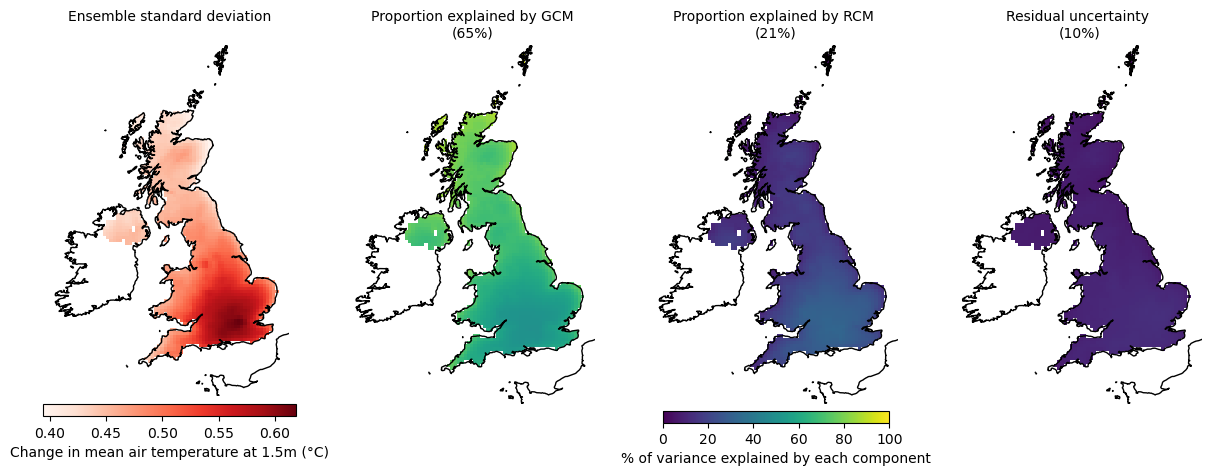 Ensemble standard deviation
Proportion explained by GCM
(65%)
Proportion explained by RCM
(21%)
Residual uncertainty
(10%)
0.40 0.45 0.50 0.55 0.60
Change in mean air temperature at 1.5m (°C)
0 20 40 60 80 100
% of variance explained by each component